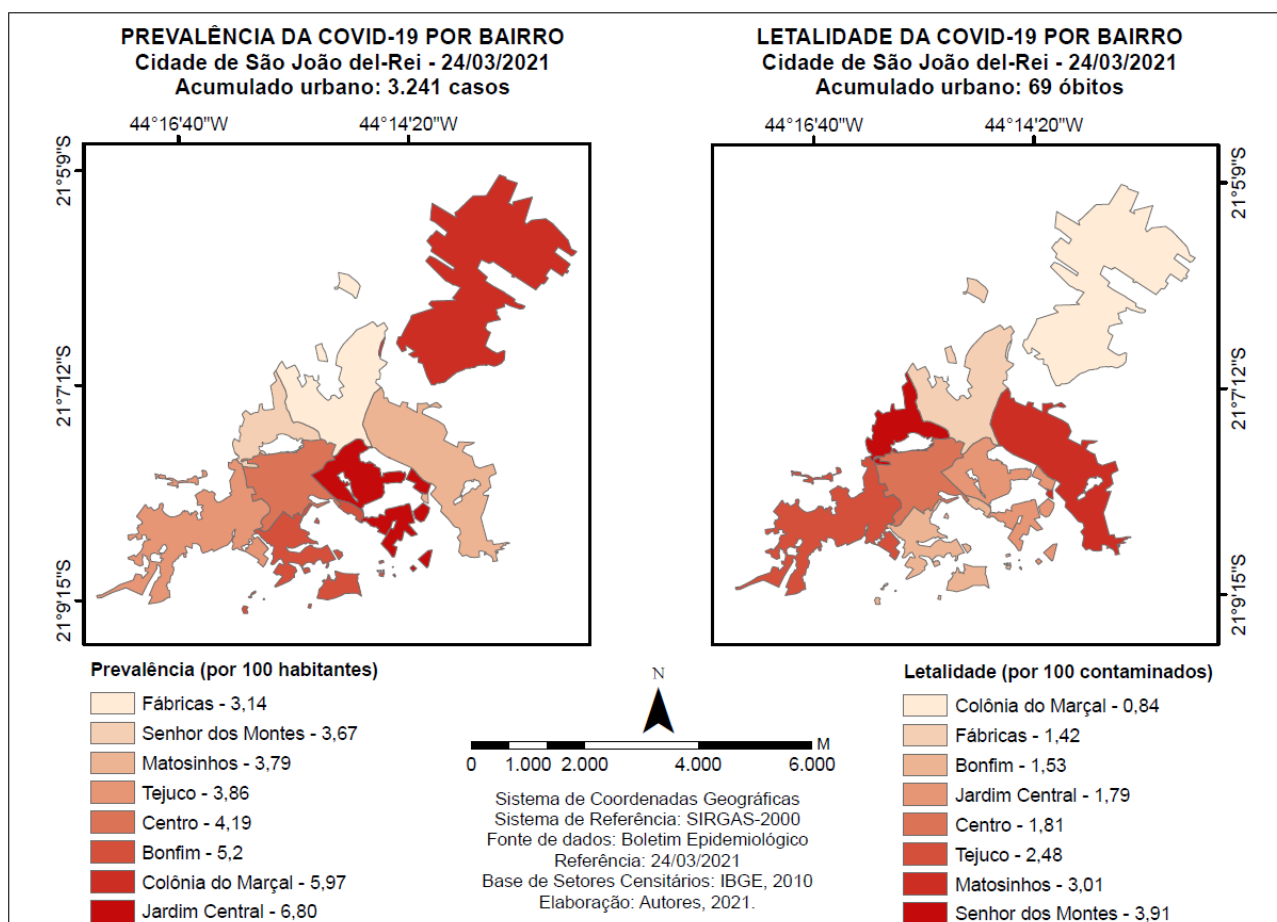 PREVALÊNCIA DA COVID-19 POR BAIRRO
Cidade de São João del-Rei - 24/03/2021
Acumulado urbano: 3.241 casos
44°16'40"W
44°14'20"W
21°5'9"S
21°7'12"S
21°9'15"S
LETALIDADE DA COVID-19 POR BAIRRO
Cidade de São João del-Rei - 24/03/2021
Acumulado urbano: 69 óbitos
44°16'40"W
44°14'20"W
21°5'9"S
21°7'12"S
21°9'15"S
Prevalência (por 100 habitantes)
Fábricas - 3,14
Senhor dos Montes - 3,67
Matosinhos - 3,79
Tejuco - 3,86
Centro - 4,19
Bonfim - 5,2
Colônia do Marçal - 5,97
Jardim Central - 6,80
N
M
0 1.000 2.000 4.000 6.000
Sistema de Coordenadas Geográficas
Sistema de Referência: SIRGAS-2000
Fonte de dados: Boletim Epidemiológico
Referência: 24/03/2021
Base de Setores Censitários: IBGE, 2010
Elaboração: Autores, 2021.
Letalidade (por 100 contaminados)
Colônia do Marçal - 0,84
Fábricas - 1,42
Bonfim - 1,53
Jardim Central - 1,79
Centro - 1,81
Tejuco - 2,48
Matosinhos - 3,01
Senhor dos Montes - 3,91